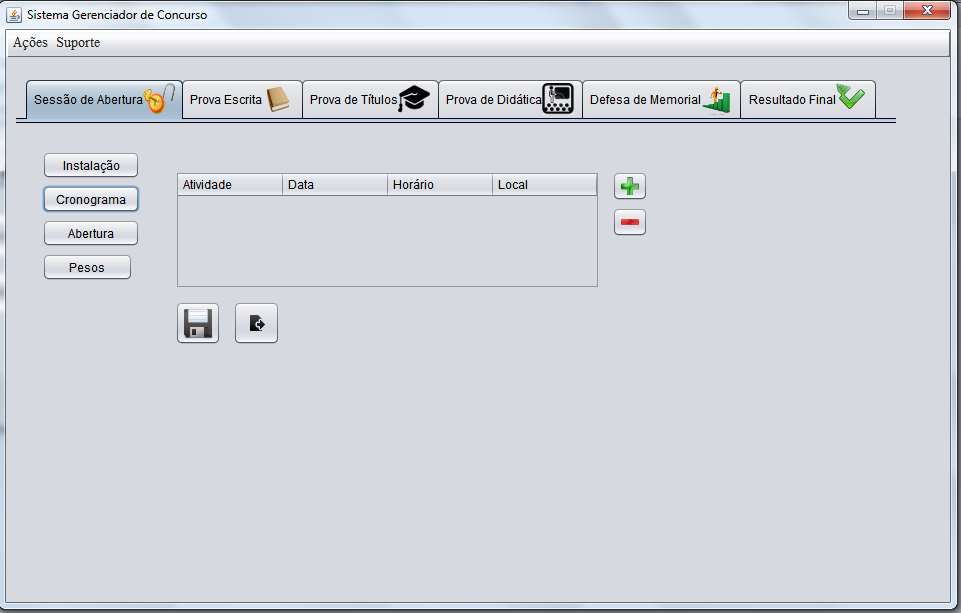 Sistema Gerenciador de Concurso
Ações Suporte
Sessão de Abertura Prova Escrita Prova de Títulos Prova de Didática Defesa de Memorial Resultado Final
Instalação
Cronograma
Abertura
Pesos
Atividade Data Horário Local